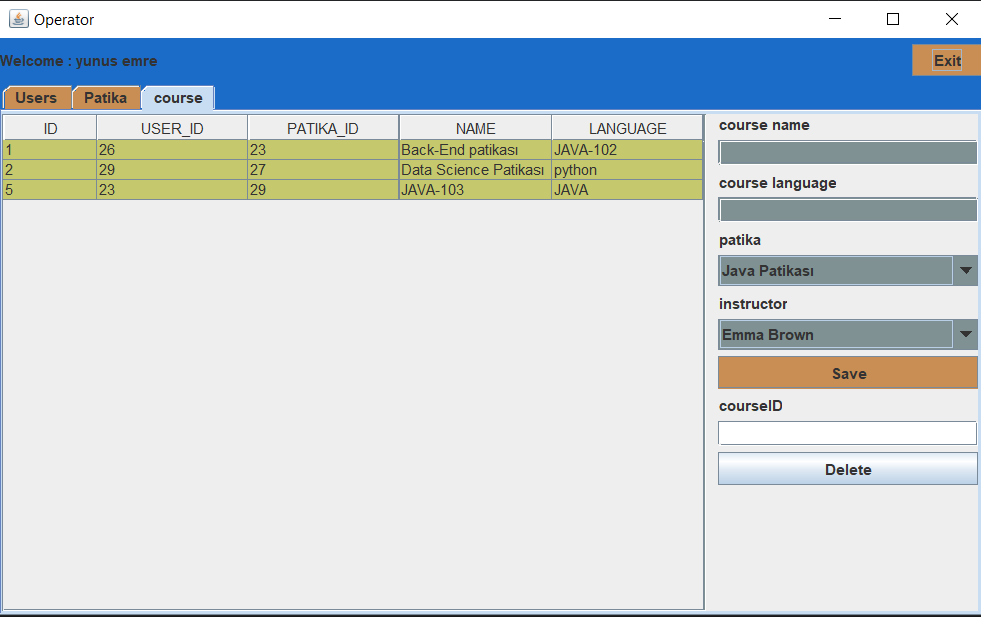 Operator
Welcome : yunus emre
Exit
Users Patika course
ID USER_ID PATIKA_ID NAME LANGUAGE
1 26 23 Back-End patikası JAVA-102
2 29 27 Data Science Patikası python
5 23 29 JAVA-103 JAVA
course name
course language
patika
Java Patikası
instructor
Emma Brown
Save
courseID
Delete